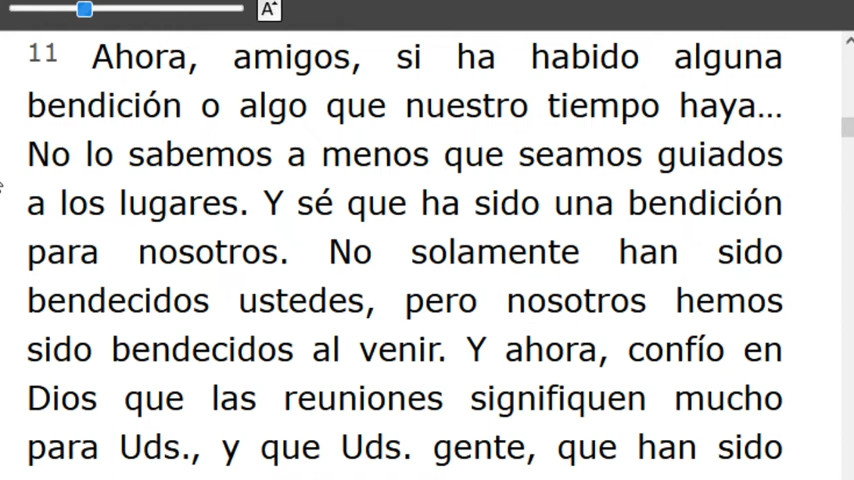 A
11 Ahora, amigos, si ha habido alguna
bendición o algo que nuestro tiempo haya...
No lo sabemos a menos que seamos guiados
a los lugares. Y sé que ha sido una bendición
para nosotros. No solamente han sido
bendecidos ustedes, pero nosotros hemos
sido bendecidos al venir. Y ahora, confío en
Dios que las reuniones signifiquen mucho
para Uds., y que Uds. gente, que han sido